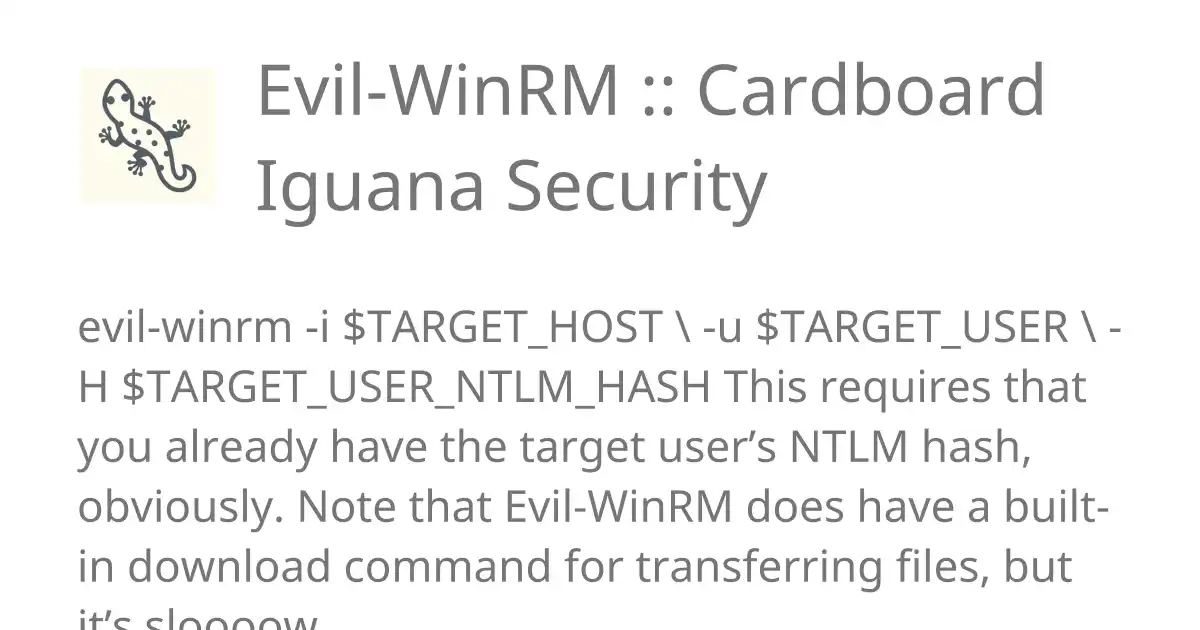 Evil-WinRM :: Cardboard
Iguana Security
evil-winrm -i $TARGET_HOST \ -u $TARGET_USER \ -
H $TARGET_USER_NTLM_HASH This requires that
you already have the target user’s NTLM hash,
obviously. Note that Evil-WinRM does have a built-
in download command for transferring files, but
it’s sloooow